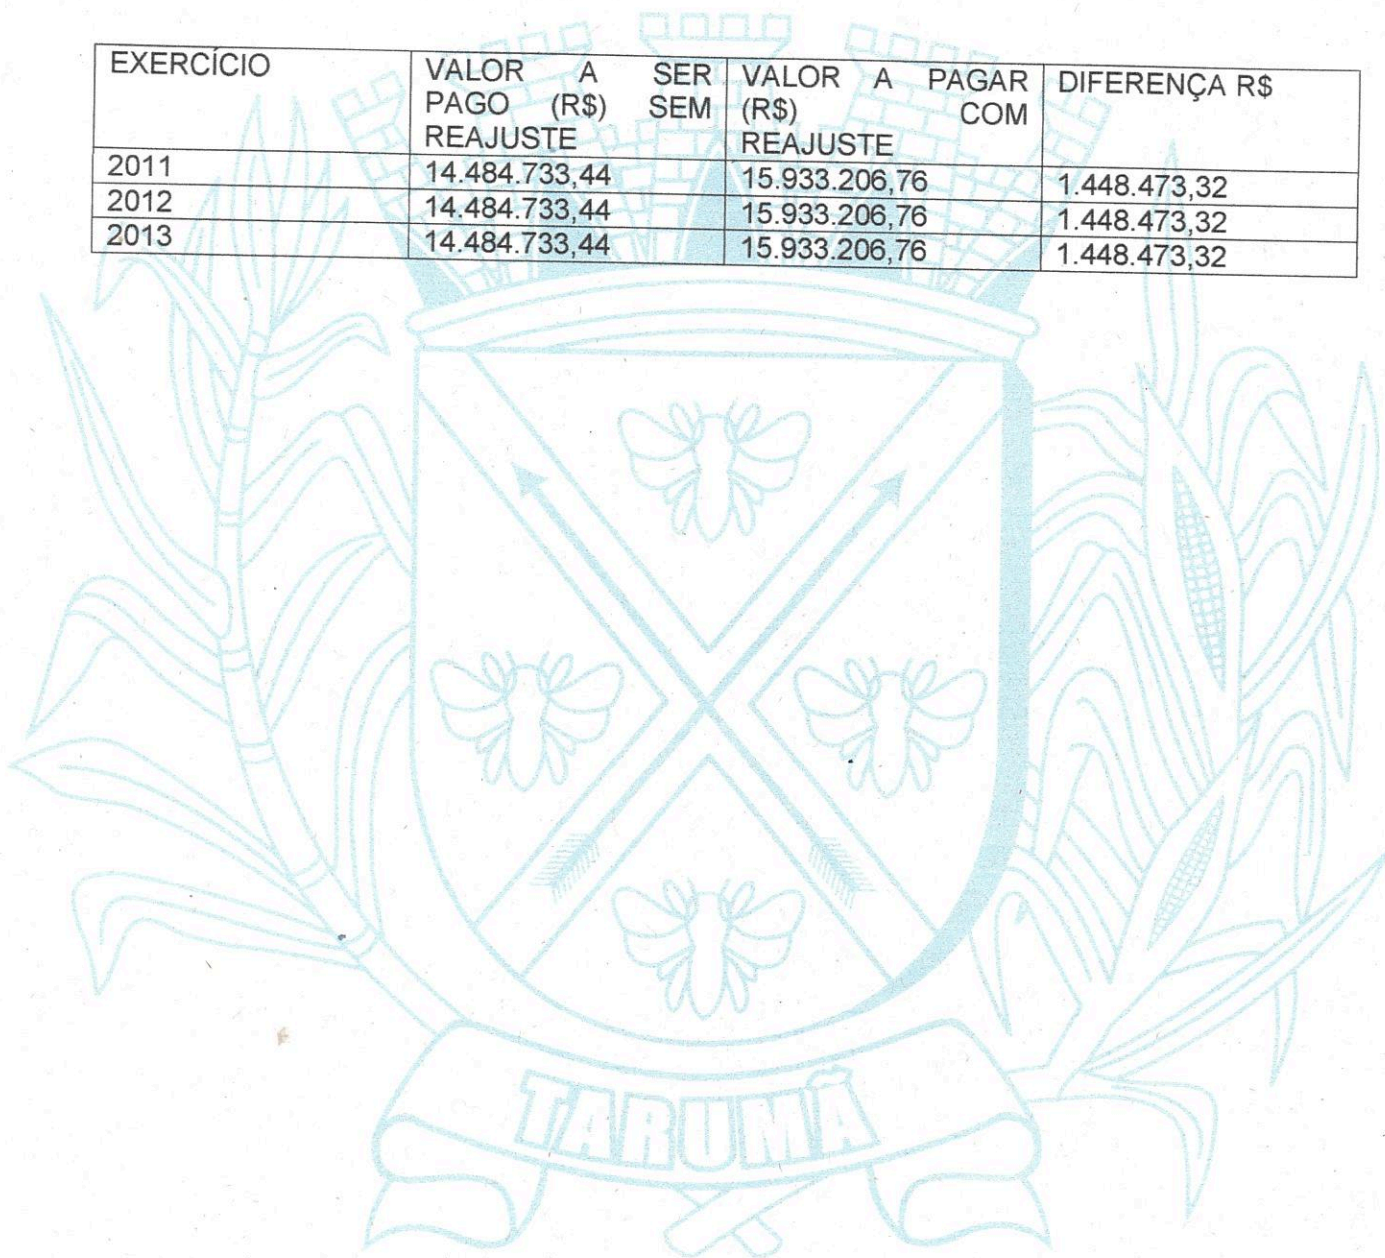 EXERCÍCIO VALOR A SER VALOR A PAGAR DIFERENÇA R$
PAGO (R$) SEM (R$) COM
REAJUSTE REAJUSTE
2011 14.484.733,44 15.933.206,76 1.448.473,32
2012 14.484.733,44 15.933.206,76 1.448.473,32
2013 14.484.733,44 15.933.206,76 1.448.473,32
TARUMÃ